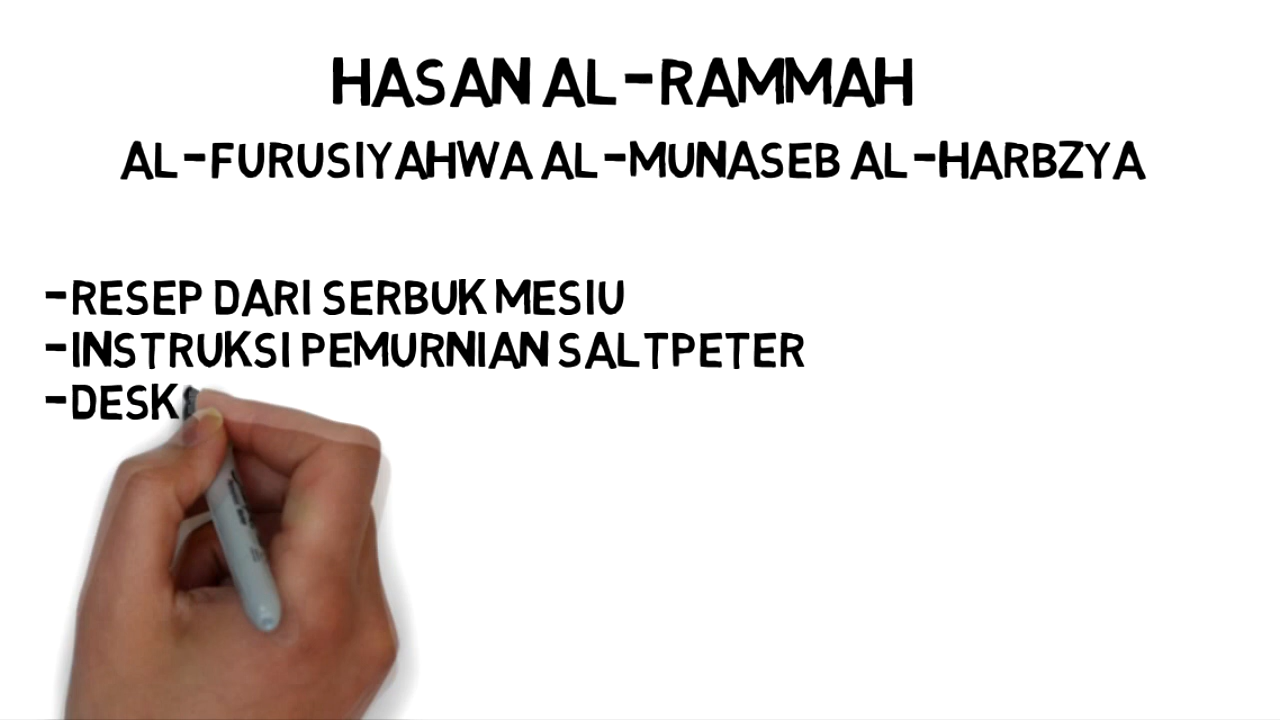 HASAN AL-RAMMAH
AL-FURUSIYAHWA AL-MUNASEB AL-HARBZYA
-RESEP DARI SERBUK MESIU
-INSTRUKSI PEMURNIAN SALTPETER
-DESK